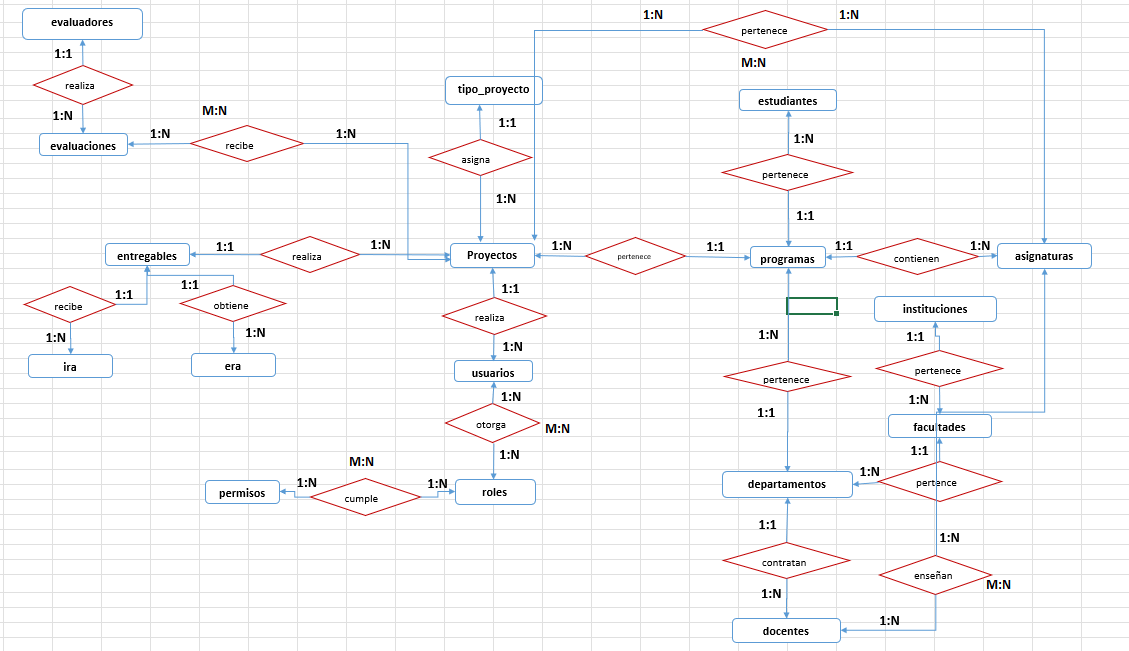 evaluadores
1:1
realiza
1:N
evaluaciones
1:N
M:N
recibe
1:N
tipo_proyecto
1:1
asigna
1:N
1:N
pertenece
1:N
M:N
estudiantes
1:N
pertenece
1:1
entregables
1:1
realiza
1:N
Proyectos
1:N
pertenece
1:1
programas
1:1
contienen
1:N
asignaturas
recibe
1:1
1:N
ira
1:1
obtiene
1:N
era
1:1
realiza
1:N
usuarios
1:N
otorga
M:N
1:N
roles
permisos
1:N
M:N
cumple
1:N
1:N
pertenece
1:1
departamentos
instituciones
1:1
pertenece
1:N
facultades
1:1
1:N
pertence
1:1
contratan
1:N
docentes
1:N
enseñan
M:N
1:N